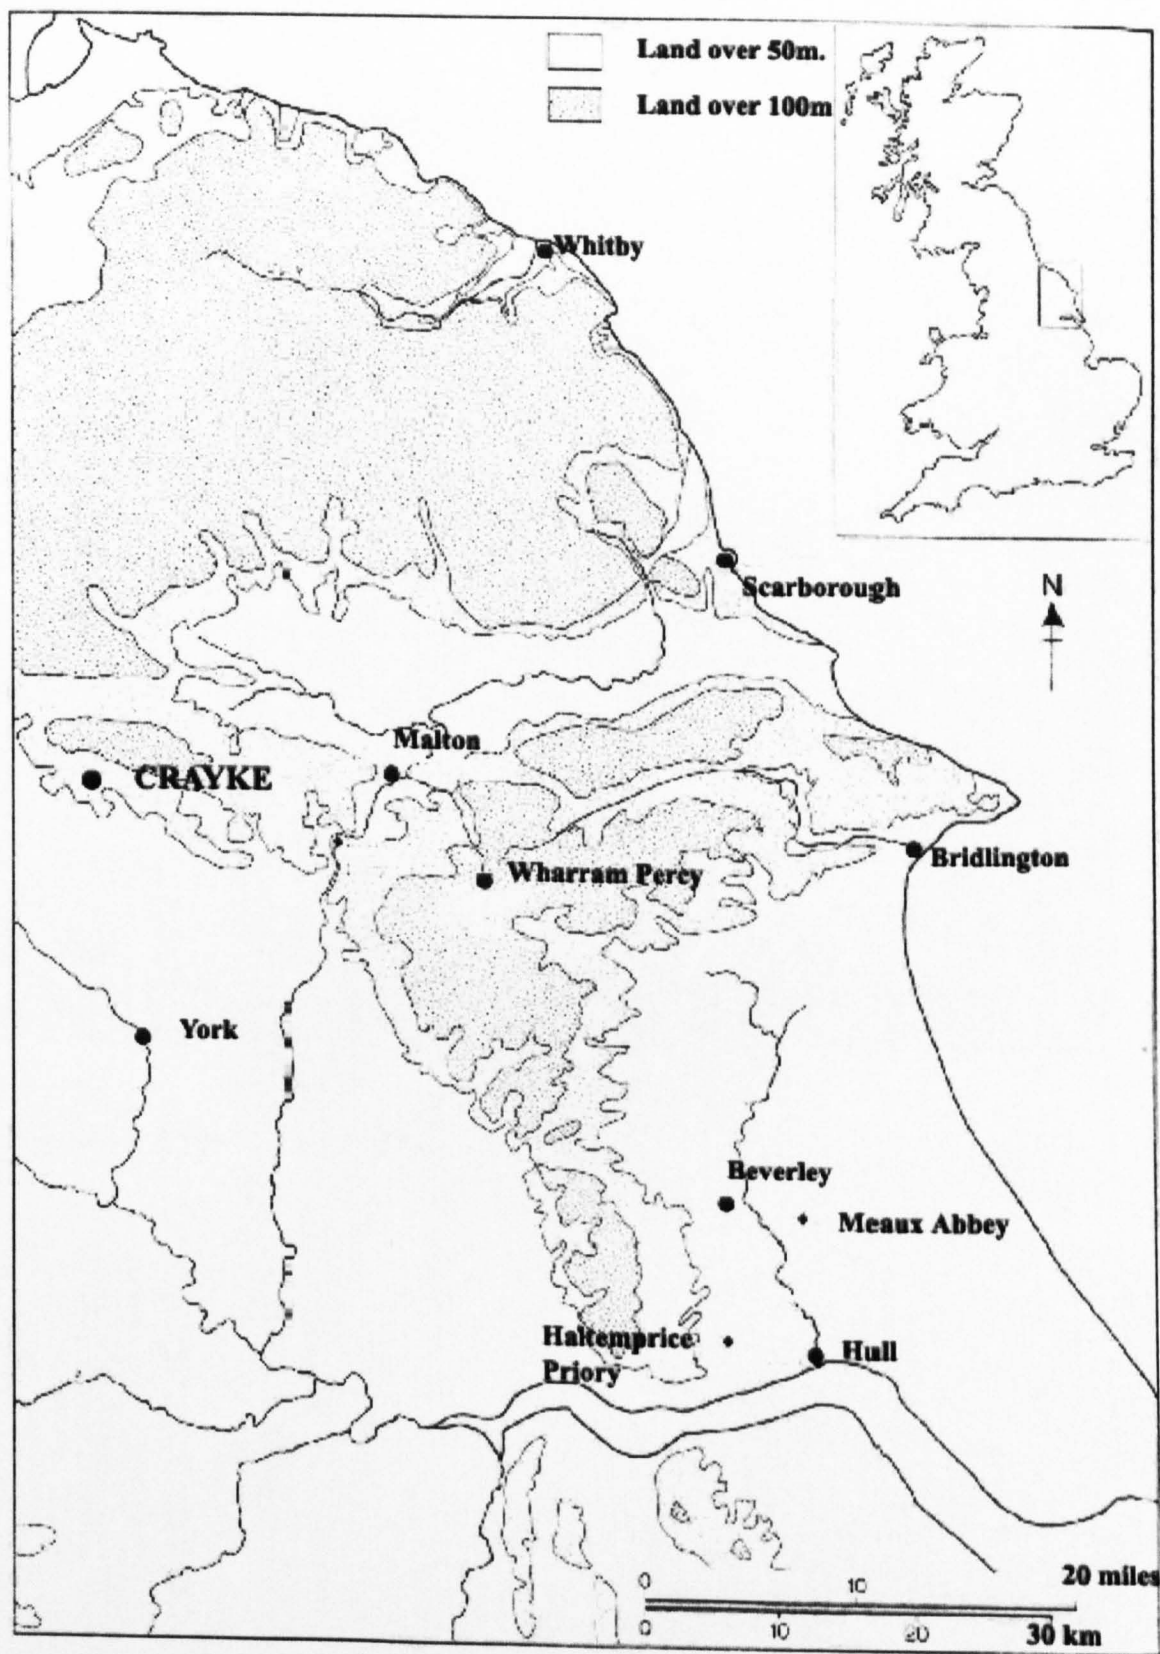 Land over 50m.
Land over 100m
Whitby
Scarborough
N
Malton
CRAYKE
Bridlington
Wharram Percy
York
Beverley
Meaux Abbey
Haltemprice
Priory
Hull
0 10 20 miles
0 10 20 30 km